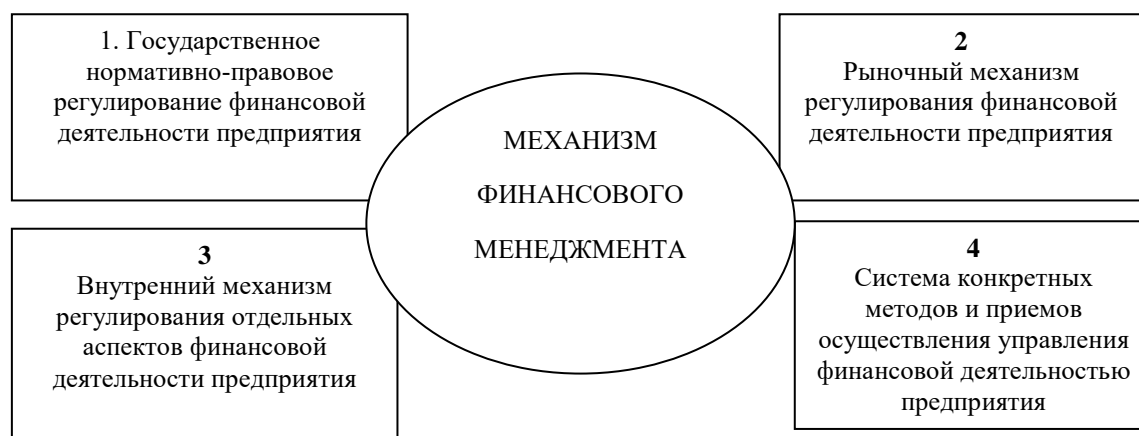 1. Государственное
нормативно-правовое
регулирование финансовой
деятельности предприятия
2
Рыночный механизм
регулирования финансовой
деятельности предприятия
МЕХАНИЗМ
ФИНАНСОВОГО
МЕНЕДЖМЕНТА
3
Внутренний механизм
регулирования отдельных
аспектов финансовой
деятельности предприятия
4
Система конкретных
методов и приемов
осуществления управления
финансовой деятельностью
предприятия